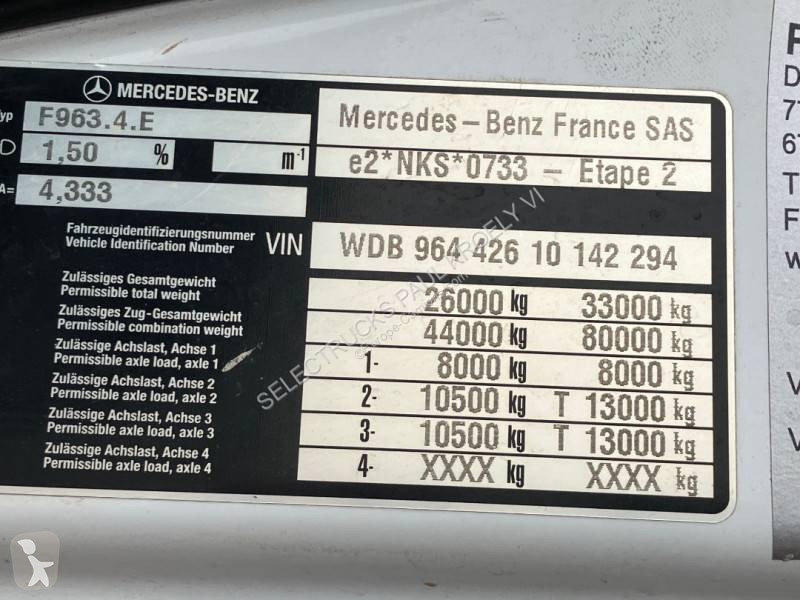 MERCEDES-BENZ
Typ F963.4.E
1,50 % m-1
A= 4,333
Mercedes-Benz France SAS
e2*NKS*0733 - Etape 2
Fahrzeugidentifizierungsnummer
Vehicle Identification Number
VIN WDB 964 426 10 142 294
Zulässiges Gesamtgewicht
Permissible total weight
26000 kg 33000 kg
Zulässiges Zug-Gesamtgewicht
Permissible combination weight
44000 kg 80000 kg
Zulässige Achslast, Achse 1
Permissible axle load, axle 1
1- 8000 kg 8000 kg
Zulässige Achslast, Achse 2
Permissible axle load, axle 2
2- 10500 kg T 13000 kg
Zulässige Achslast, Achse 3
Permissible axle load, axle 3
3- 10500 kg T 13000 kg
Zulässige Achslast, Achse 4
Permissible axle load, axle 4
4- XXXX kg XXXX kg
SELECTRUCKS PAUL KROELY VI